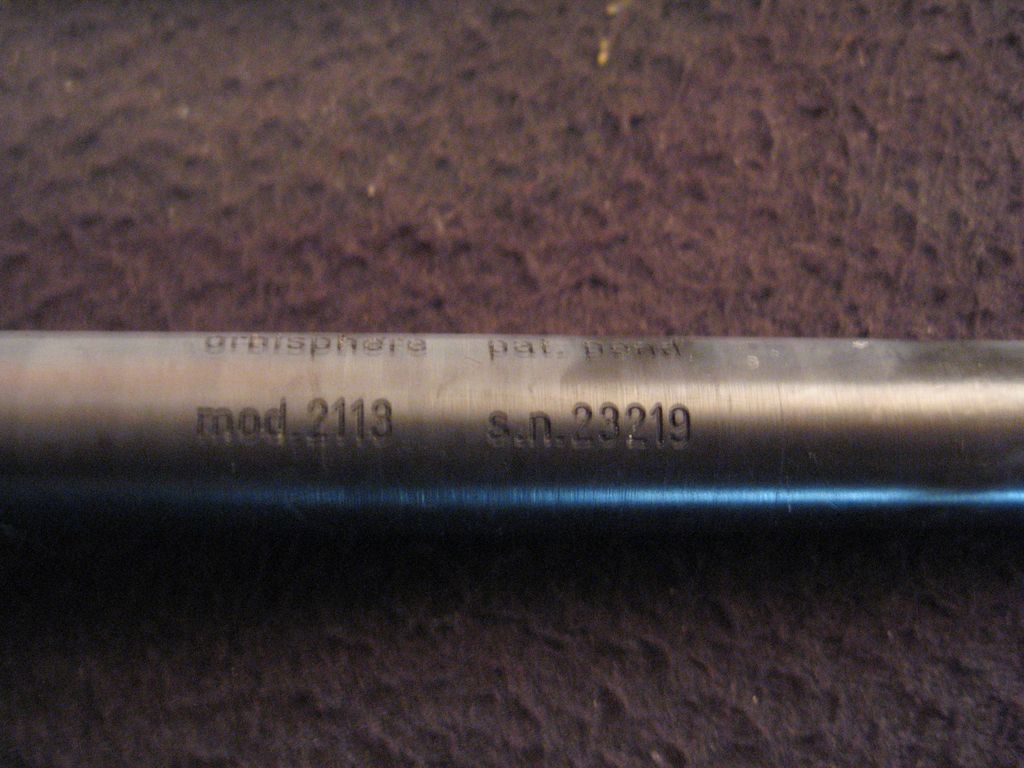 orbisphere pat. pend.
mod.2113 s.n.23219